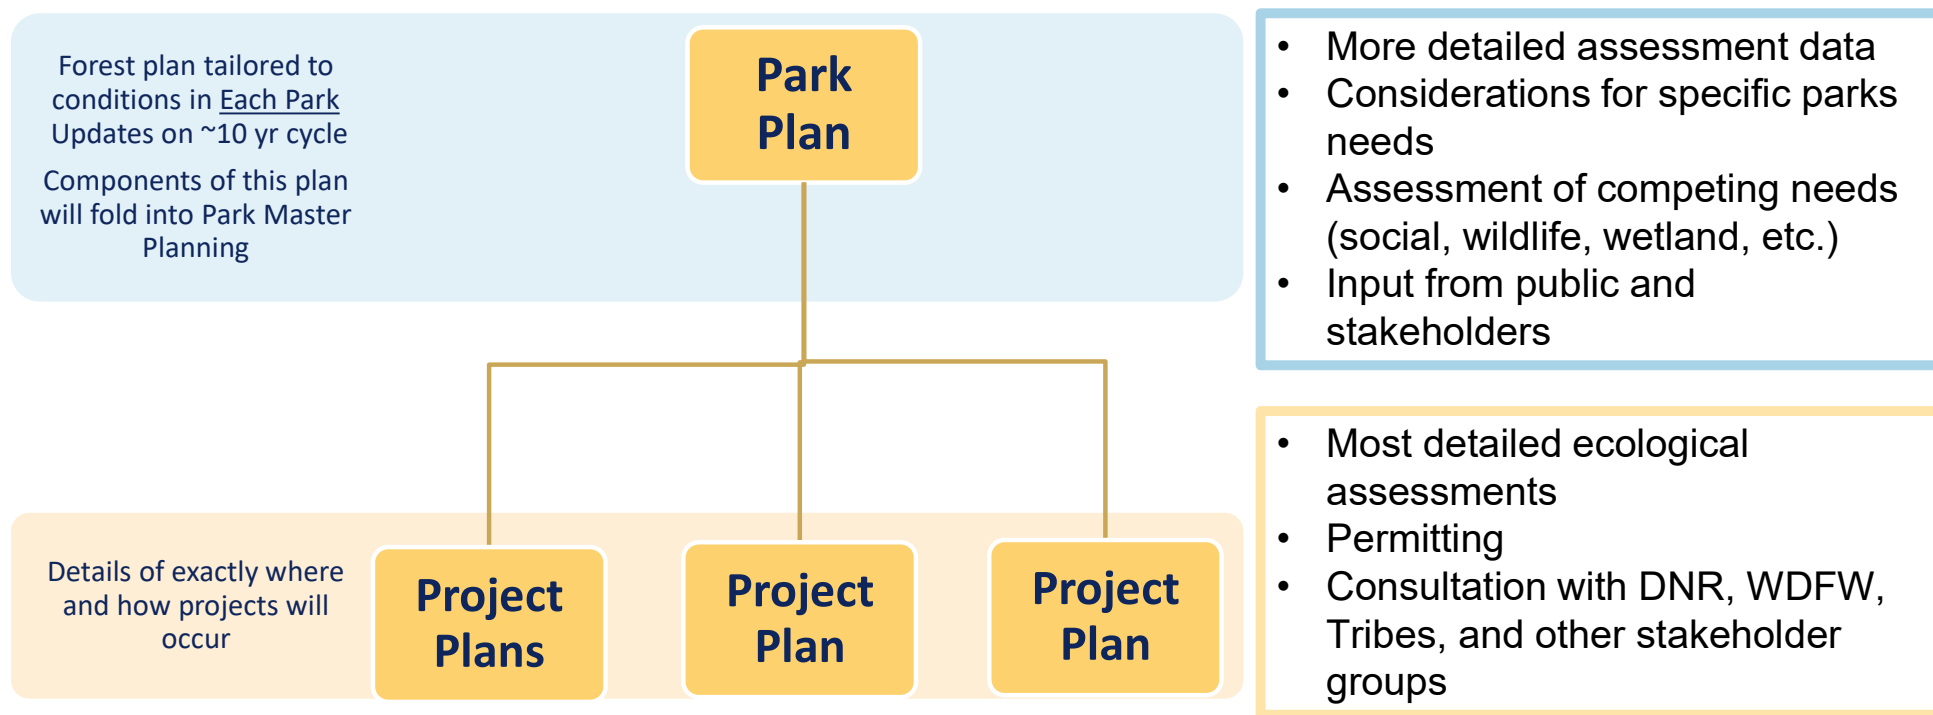 Forest plan tailored to
conditions in Each Park
Updates on ~10 yr cycle
Components of this plan
will fold into Park Master
Planning
Park
Plan
• More detailed assessment data
• Considerations for specific parks
needs
• Assessment of competing needs
(social, wildlife, wetland, etc.)
• Input from public and
stakeholders
Details of exactly where
and how projects will
occur
Project
Plans
Project
Plan
Project
Plan
• Most detailed ecological
assessments
• Permitting
• Consultation with DNR, WDFW,
Tribes, and other stakeholder
groups